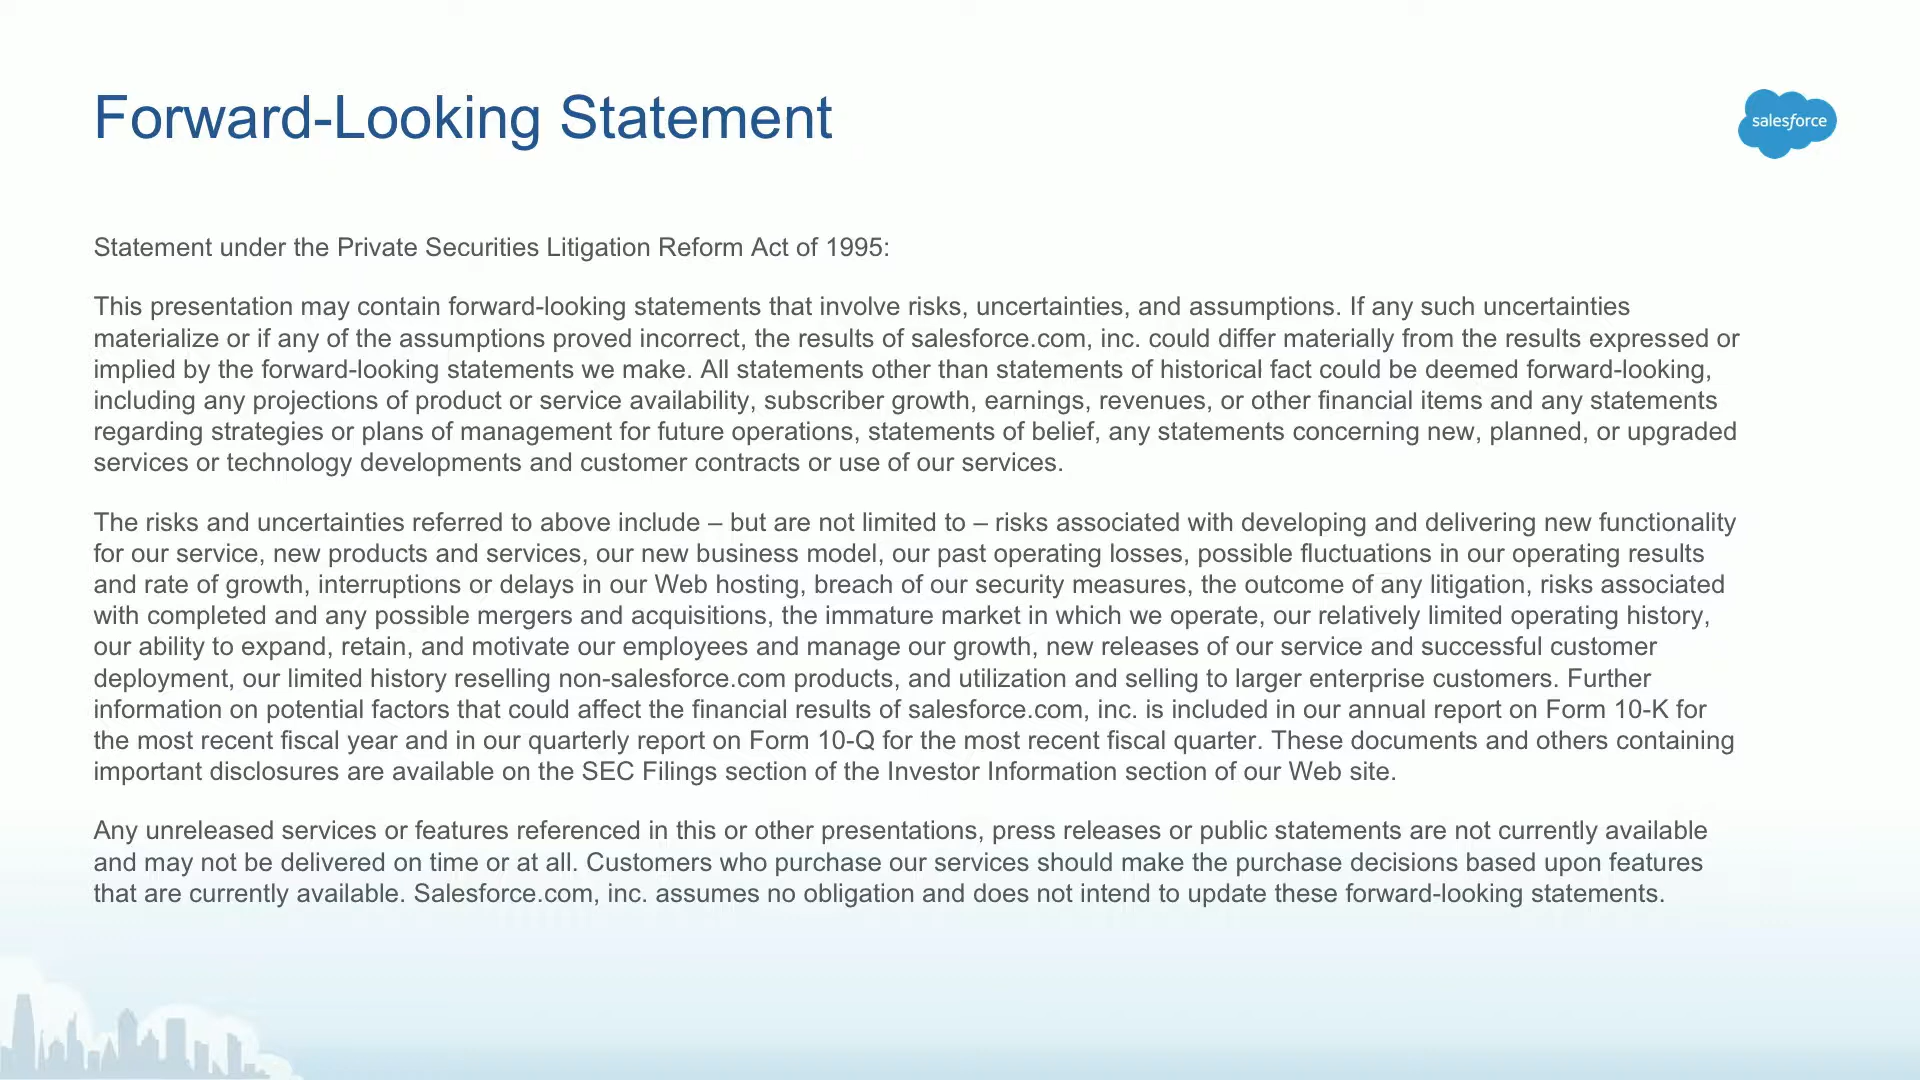 Forward-Looking Statement
salesforce
Statement under the Private Securities Litigation Reform Act of 1995:
This presentation may contain forward-looking statements that involve risks, uncertainties, and assumptions. If any such uncertainties
materialize or if any of the assumptions proved incorrect, the results of salesforce.com, inc. could differ materially from the results expressed or
implied by the forward-looking statements we make. All statements other than statements of historical fact could be deemed forward-looking,
including any projections of product or service availability, subscriber growth, earnings, revenues, or other financial items and any statements
regarding strategies or plans of management for future operations, statements of belief, any statements concerning new, planned, or upgraded
services or technology developments and customer contracts or use of our services.
The risks and uncertainties referred to above include – but are not limited to – risks associated with developing and delivering new functionality
for our service, new products and services, our new business model, our past operating losses, possible fluctuations in our operating results
and rate of growth, interruptions or delays in our Web hosting, breach of our security measures, the outcome of any litigation, risks associated
with completed and any possible mergers and acquisitions, the immature market in which we operate, our relatively limited operating history,
our ability to expand, retain, and motivate our employees and manage our growth, new releases of our service and successful customer
deployment, our limited history reselling non-salesforce.com products, and utilization and selling to larger enterprise customers. Further
information on potential factors that could affect the financial results of salesforce.com, inc. is included in our annual report on Form 10-K for
the most recent fiscal year and in our quarterly report on Form 10-Q for the most recent fiscal quarter. These documents and others containing
important disclosures are available on the SEC Filings section of the Investor Information section of our Web site.
Any unreleased services or features referenced in this or other presentations, press releases or public statements are not currently available
and may not be delivered on time or at all. Customers who purchase our services should make the purchase decisions based upon features
that are currently available. Salesforce.com, inc. assumes no obligation and does not intend to update these forward-looking statements.